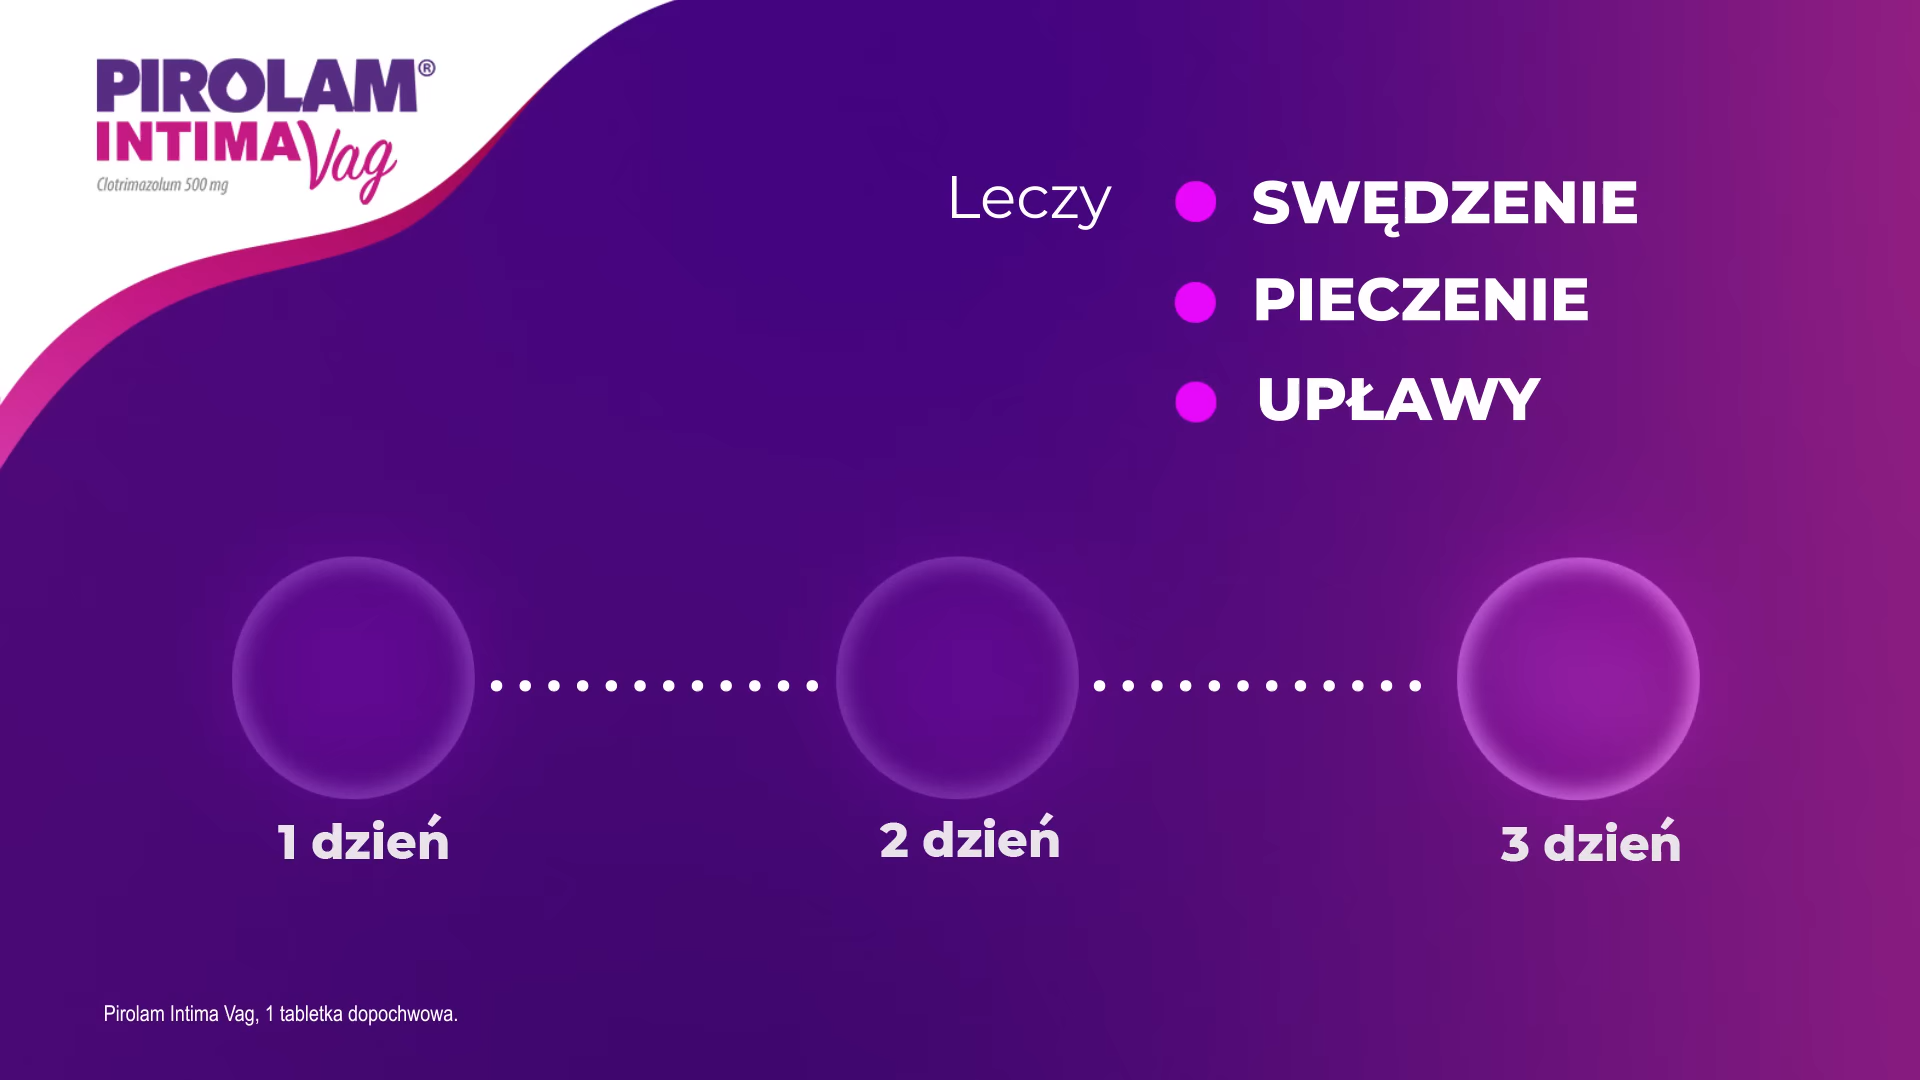 PIROLAM®
INTIMA Vag
Clotrimazolum 500 mg
Leczy
SWĘDZENIE
PIECZENIE
UPŁAWY
1 dzień
2 dzień
3 dzień
Pirolam Intima Vag, 1 tabletka dopochwowa.